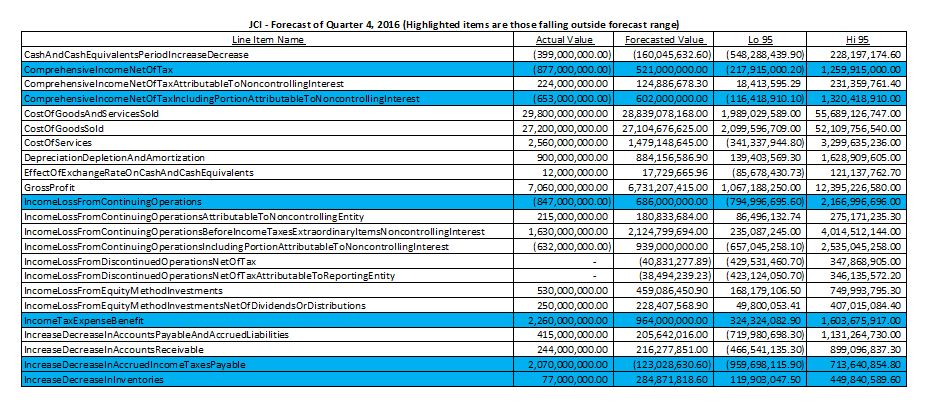 JCI - Forecast of Quarter 4, 2016 (Highlighted items are those falling outside forecast range)
Line Item Name Actual Value Forecasted Value Lo 95 Hi 95
CashAndCashEquivalentsPeriodIncreaseDecrease (399,000,000.00) (160,045,632.60) (548,288,439.90) 228,197,174.60
ComprehensiveIncomeNetOfTax (877,000,000.00) 521,000,000.00 (217,915,000.20) 1,259,915,000.00
ComprehensiveIncomeNetOfTaxAttributableToNoncontrollingInterest 224,000,000.00 124,886,678.30 18,413,595.29 231,359,761.40
ComprehensiveIncomeNetOfTaxIncludingPortionAttributableToNoncontrollingInterest (653,000,000.00) 602,000,000.00 (116,418,910.10) 1,320,418,910.00
CostOfGoodsAndServicesSold 29,800,000,000.00 28,839,078,168.00 1,989,029,589.00 55,689,126,747.00
CostOfGoodsSold 27,200,000,000.00 27,104,676,625.00 2,099,596,709.00 52,109,756,540.00
CostOfServices 2,560,000,000.00 1,479,148,645.00 (341,337,944.80) 3,299,635,236.00
DepreciationDepletionAndAmortization 900,000,000.00 884,156,586.90 139,403,569.30 1,628,909,605.00
EffectOfExchangeRateOnCashAndCashEquivalents 12,000,000.00 17,729,665.96 (85,678,430.73) 121,137,762.70
GrossProfit 7,060,000,000.00 6,731,207,415.00 1,067,188,250.00 12,395,226,580.00
IncomeLossFromContinuingOperations (847,000,000.00) 686,000,000.00 (794,996,695.60) 2,166,996,696.00
IncomeLossFromContinuingOperationsAttributableToNoncontrollingEntity 215,000,000.00 180,833,684.00 86,496,132.74 275,171,235.30
IncomeLossFromContinuingOperationsBeforeIncomeTaxesExtraordinaryItemsNoncontrollingInterest 1,630,000,000.00 2,124,799,694.00 235,087,245.00 4,014,512,144.00
IncomeLossFromContinuingOperationsIncludingPortionAttributableToNoncontrollingInterest (632,000,000.00) 939,000,000.00 (657,045,258.10) 2,535,045,258.00
IncomeLossFromDiscontinuedOperationsNetOfTax - (40,831,277.89) (429,531,460.70) 347,868,905.00
IncomeLossFromDiscontinuedOperationsNetOfTaxAttributableToReportingEntity - (38,494,239.23) (423,124,050.70) 346,135,572.20
IncomeLossFromEquityMethodInvestments 530,000,000.00 459,086,450.90 168,179,106.50 749,993,795.30
IncomeLossFromEquityMethodInvestmentsNetOfDividendsOrDistributions 250,000,000.00 228,407,568.90 49,800,053.41 407,015,084.40
IncomeTaxExpenseBenefit 2,260,000,000.00 964,000,000.00 324,324,082.90 1,603,675,917.00
IncreaseDecreaseInAccountsPayableAndAccruedLiabilities 415,000,000.00 205,642,016.00 (719,980,698.30) 1,131,264,730.00
IncreaseDecreaseInAccountsReceivable 244,000,000.00 216,277,851.00 (466,541,135.30) 899,096,837.30
IncreaseDecreaseInAccruedIncomeTaxesPayable 2,070,000,000.00 (123,028,630.60) (959,698,115.90) 713,640,854.80
IncreaseDecreaseInInventories 77,000,000.00 284,871,818.60 119,903,047.50 449,840,589.60